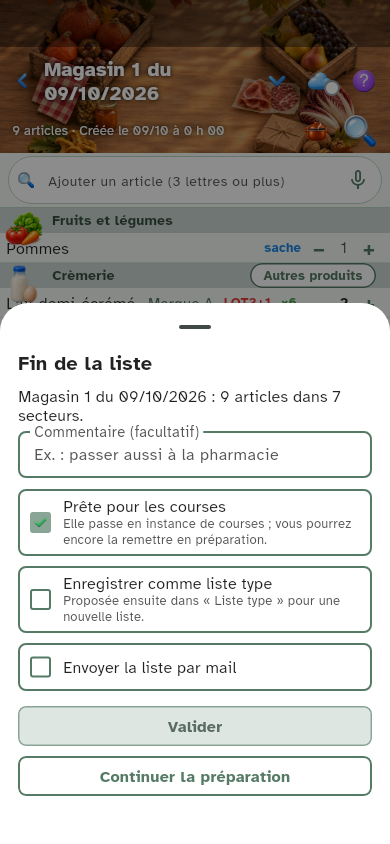 Magasin 1 du
09/10/2026
?
9 articles · Créée le 09/10 à 0 h 00
Ajouter un article (3 lettres ou plus)
Fruits et légumes
Pommes sache − 1 +
Crèmerie Autres produits
Fin de la liste
Magasin 1 du 09/10/2026 : 9 articles dans 7
secteurs.
Commentaire (facultatif)
Ex. : passer aussi à la pharmacie
Prête pour les courses
Elle passe en instance de courses ; vous pourrez
encore la remettre en préparation.
Enregistrer comme liste type
Proposée ensuite dans « Liste type » pour une
nouvelle liste.
Envoyer la liste par mail
Valider
Continuer la préparation